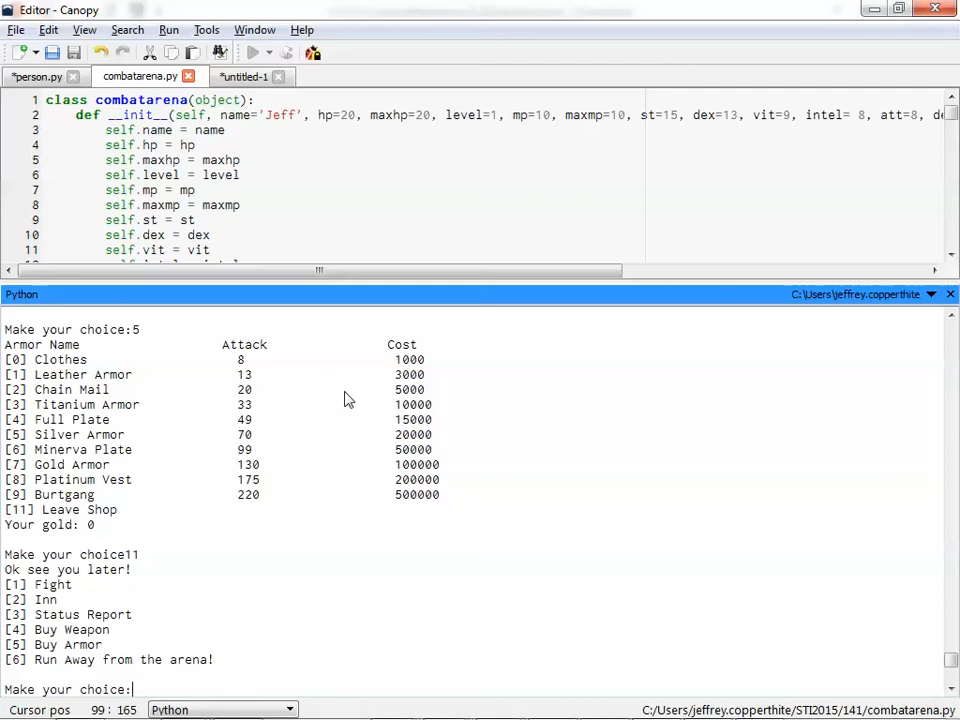 Editor - Canopy
File Edit View Search Run Tools Window Help
*person.py combatarena.py *untitled-1
1 class combatarena(object):
2 def __init__(self, name='Jeff', hp=20, maxhp=20, level=1, mp=10, maxmp=10, st=15, dex=13, vit=9, intel= 8, att=8, de
3 self.name = name
4 self.hp = hp
5 self.maxhp = maxhp
6 self.level = level
7 self.mp = mp
8 self.maxmp = maxmp
9 self.st = st
10 self.dex = dex
11 self.vit = vit
Python C:\Users\jeffrey.copperthite
Make your choice:5
Armor Name Attack Cost
[0] Clothes 8 1000
[1] Leather Armor 13 3000
[2] Chain Mail 20 5000
[3] Titanium Armor 33 10000
[4] Full Plate 49 15000
[5] Silver Armor 70 20000
[6] Minerva Plate 99 50000
[7] Gold Armor 130 100000
[8] Platinum Vest 175 200000
[9] Burtgang 220 500000
[11] Leave Shop
Your gold: 0
Make your choice11
Ok see you later!
[1] Fight
[2] Inn
[3] Status Report
[4] Buy Weapon
[5] Buy Armor
[6] Run Away from the arena!
Make your choice:
Cursor pos 99 : 165 Python C:/Users/jeffrey.copperthite/STI2015/141/combatarena.py